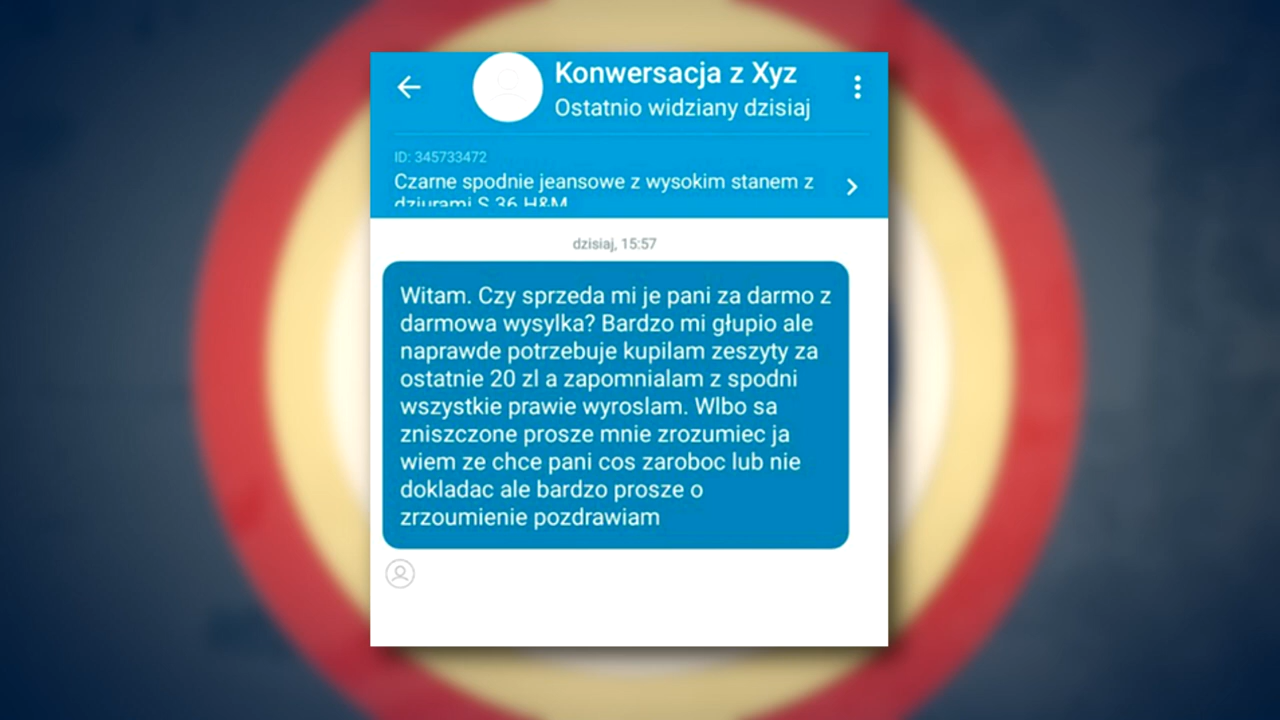 Konwersacja z Xyz
Ostatnio widziany dzisiaj
ID: 345733472
Czarne spodnie jeansowe z wysokim stanem z
dziurami S 36 H&M
dzisiaj, 15:57
Witam. Czy sprzeda mi je pani za darmo z
darmowa wysylka? Bardzo mi głupio ale
naprawde potrzebuje kupilam zeszyty za
ostatnie 20 zl a zapomnialam z spodni
wszystkie prawie wyroslam. Wlbo sa
zniszczone prosze mnie zrozumiec ja
wiem ze chce pani cos zaroboc lub nie
dokladac ale bardzo prosze o
zrzoumienie pozdrawiam